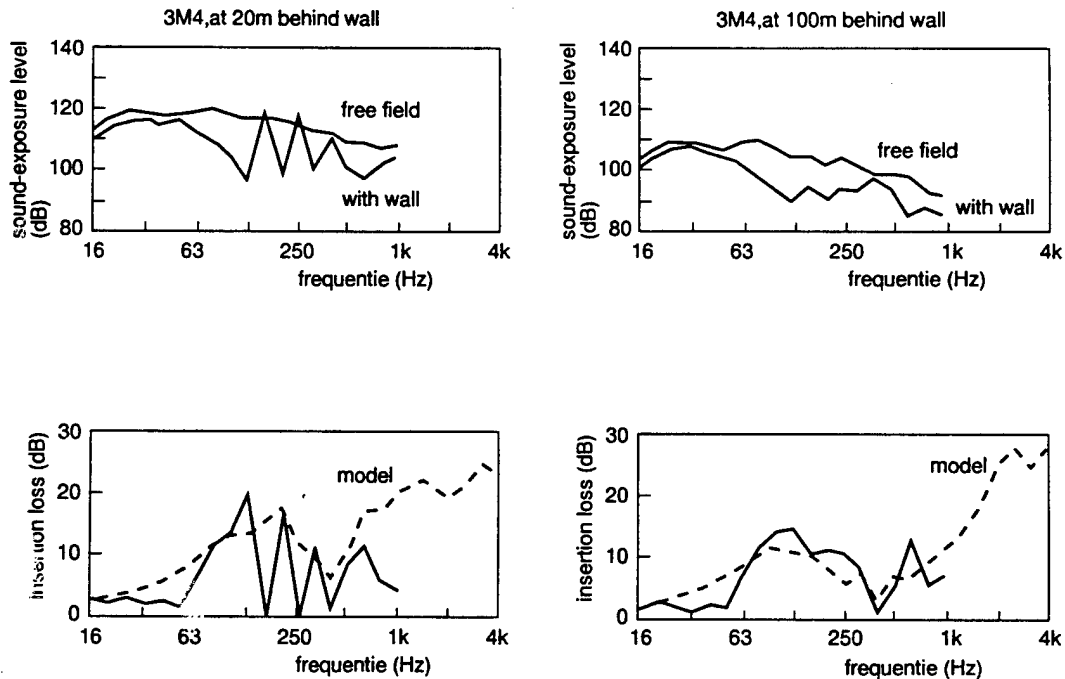 3M4,at 20m behind wall
sound-exposure level
(dB)
140
120
100
80
free field
with wall
16
63
250
1k
4k
frequentie (Hz)
3M4,at 100m behind wall
sound-exposure level
(dB)
140
120
100
80
free field
with wall
16
63
250
1k
4k
frequentie (Hz)
insertion loss (dB)
30
20
10
0
model
16
63
250
1k
4k
frequentie (Hz)
insertion loss (dB)
30
20
10
0
model
16
63
250
1k
4k
frequentie (Hz)